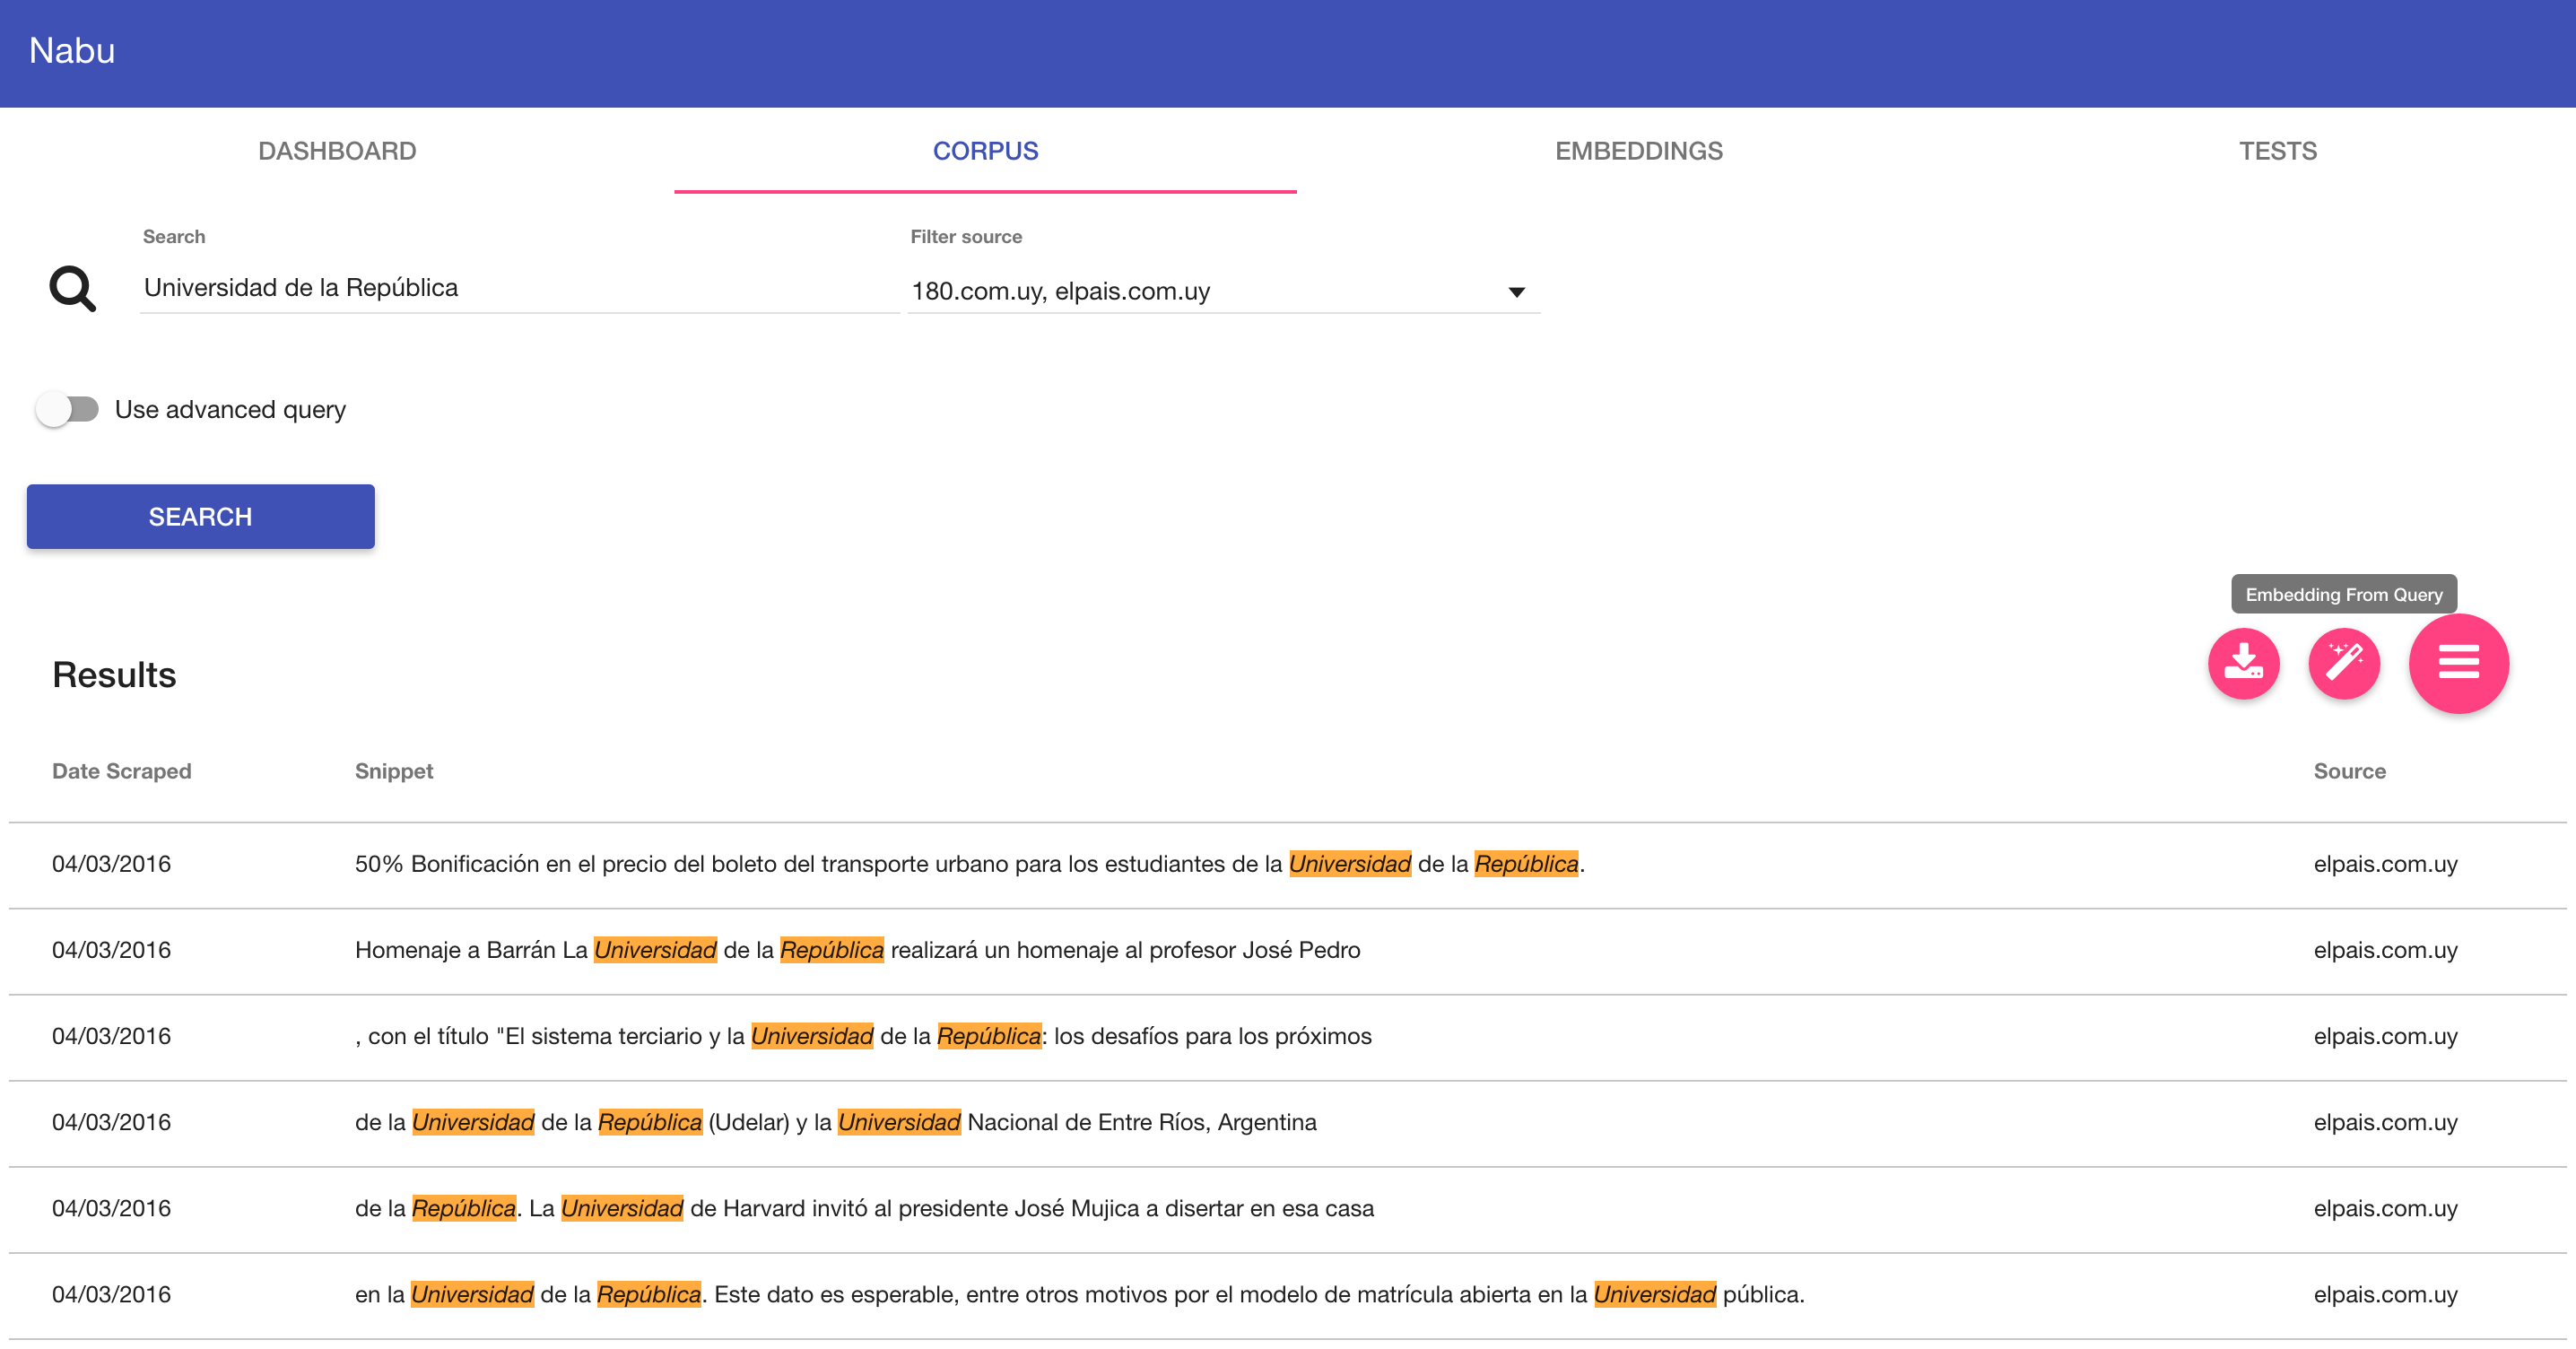 Nabu
DASHBOARD CORPUS EMBEDDINGS TESTS
Search Filter source
Universidad de la República 180.com.uy, elpais.com.uy
Use advanced query
SEARCH
Embedding From Query
Results
Date Scraped Snippet Source
04/03/2016 50% Bonificación en el precio del boleto del transporte urbano para los estudiantes de la Universidad de la República. elpais.com.uy
04/03/2016 Homenaje a Barrán La Universidad de la República realizará un homenaje al profesor José Pedro elpais.com.uy
04/03/2016 , con el título "El sistema terciario y la Universidad de la República: los desafíos para los próximos elpais.com.uy
04/03/2016 de la Universidad de la República (Udelar) y la Universidad Nacional de Entre Ríos, Argentina elpais.com.uy
04/03/2016 de la República. La Universidad de Harvard invitó al presidente José Mujica a disertar en esa casa elpais.com.uy
04/03/2016 en la Universidad de la República. Este dato es esperable, entre otros motivos por el modelo de matrícula abierta en la Universidad pública. elpais.com.uy